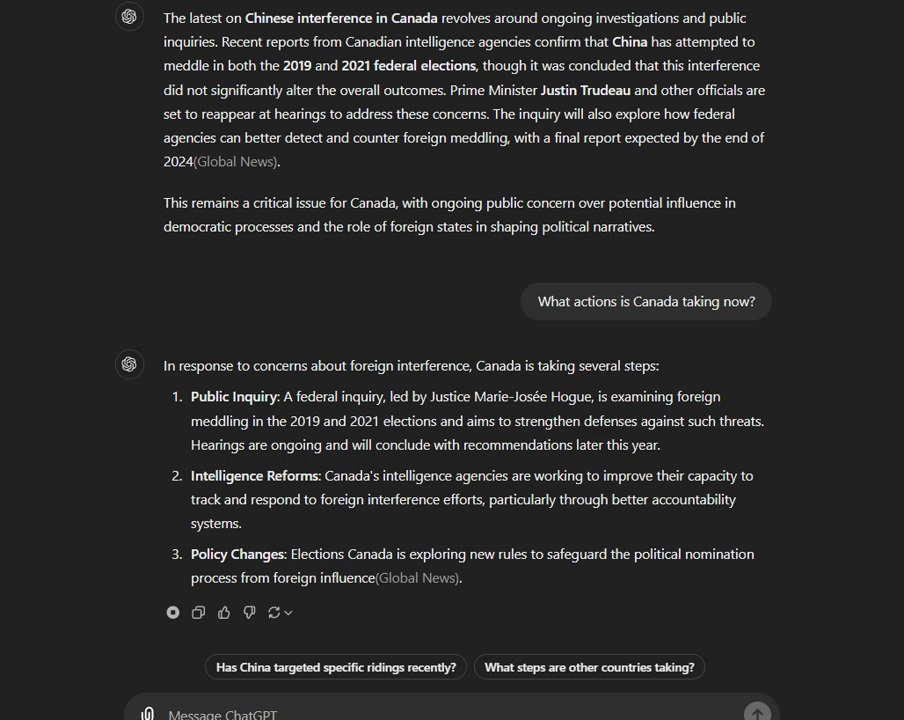 The latest on Chinese interference in Canada revolves around ongoing investigations and public
inquiries. Recent reports from Canadian intelligence agencies confirm that China has attempted to
meddle in both the 2019 and 2021 federal elections, though it was concluded that this interference
did not significantly alter the overall outcomes. Prime Minister Justin Trudeau and other officials are
set to reappear at hearings to address these concerns. The inquiry will also explore how federal
agencies can better detect and counter foreign meddling, with a final report expected by the end of
2024(Global News).
This remains a critical issue for Canada, with ongoing public concern over potential influence in
democratic processes and the role of foreign states in shaping political narratives.
What actions is Canada taking now?
In response to concerns about foreign interference, Canada is taking several steps:
1. Public Inquiry: A federal inquiry, led by Justice Marie-Josée Hogue, is examining foreign
meddling in the 2019 and 2021 elections and aims to strengthen defenses against such threats.
Hearings are ongoing and will conclude with recommendations later this year.
2. Intelligence Reforms: Canada's intelligence agencies are working to improve their capacity to
track and respond to foreign interference efforts, particularly through better accountability
systems.
3. Policy Changes: Elections Canada is exploring new rules to safeguard the political nomination
process from foreign influence(Global News).
Has China targeted specific ridings recently?
What steps are other countries taking?
Message ChatGPT